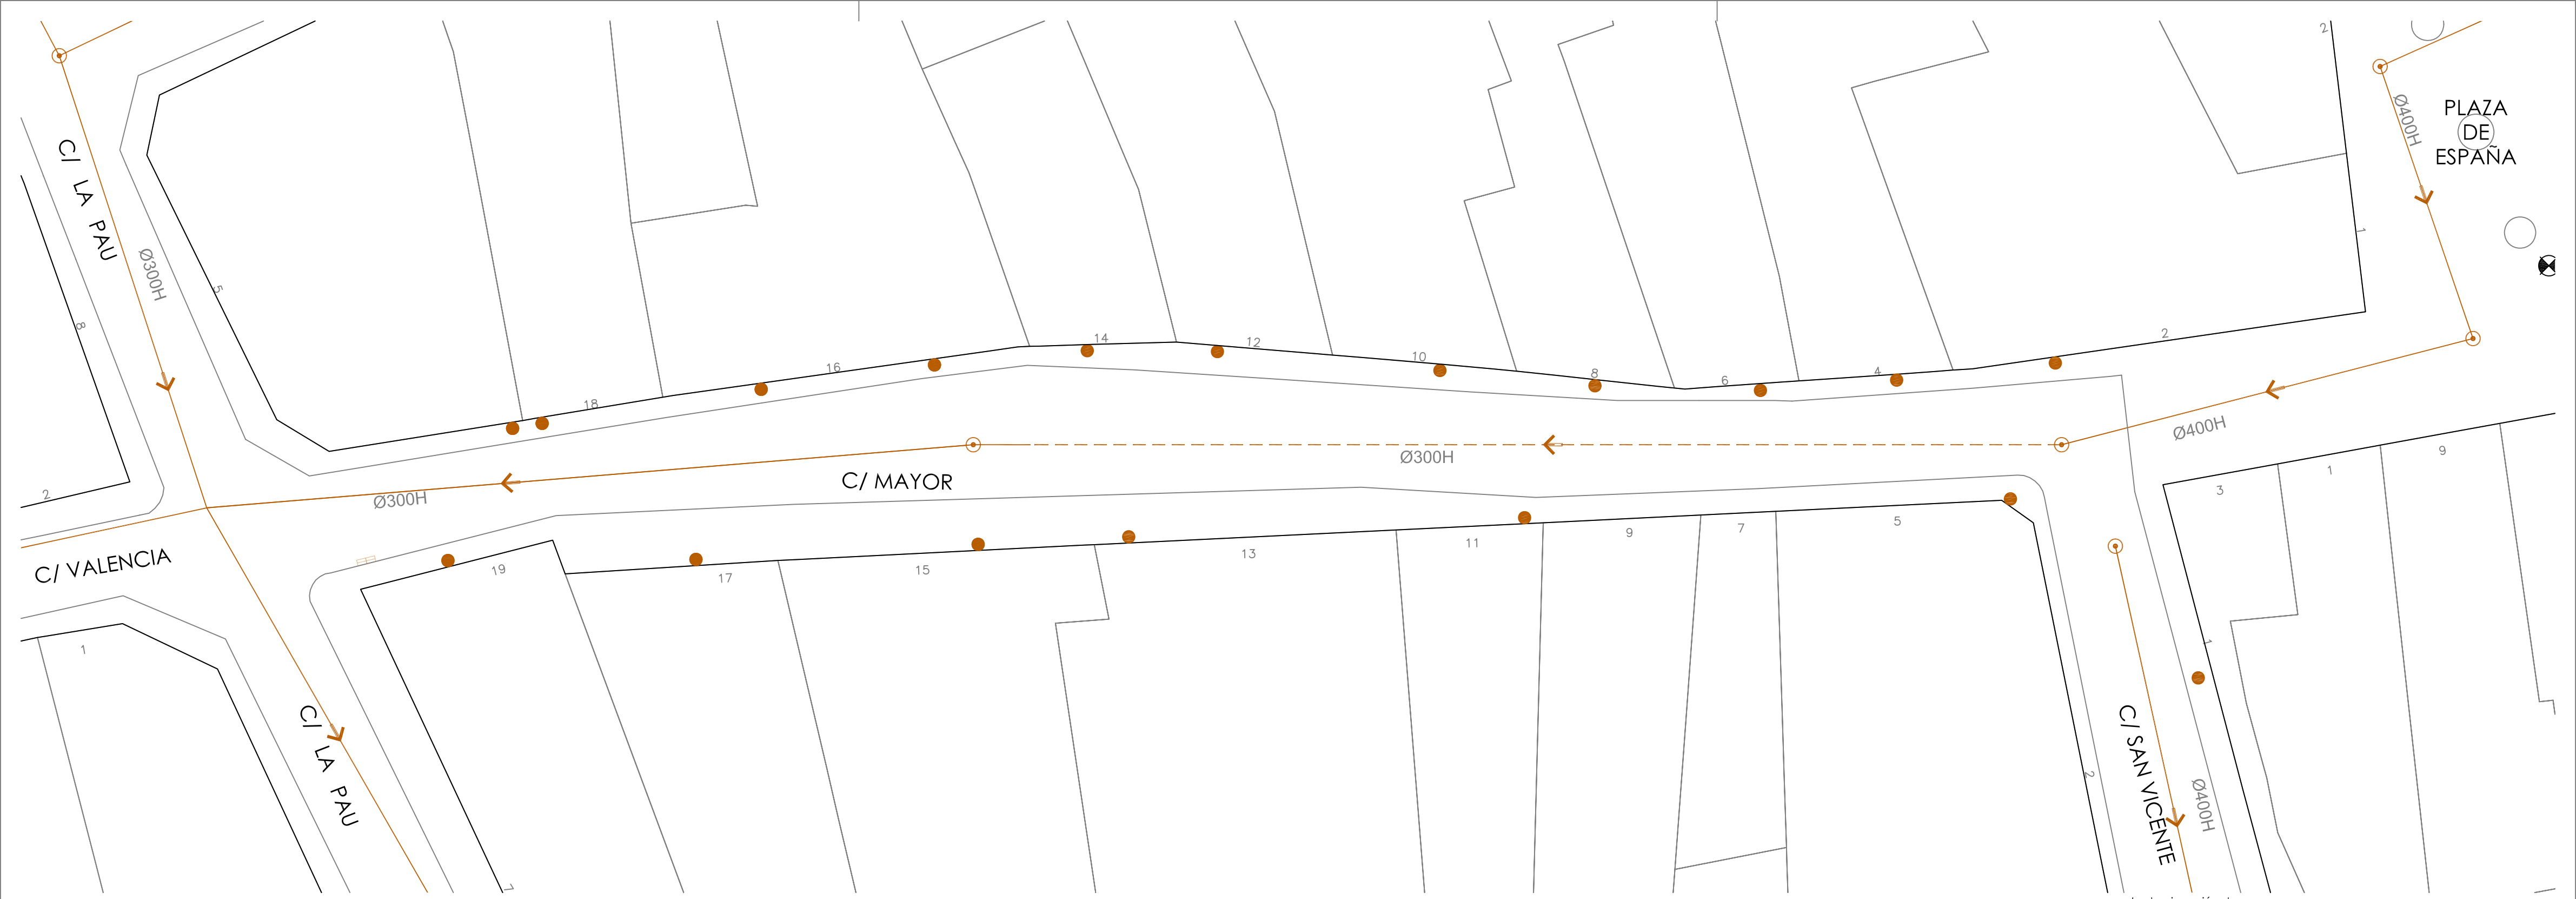 2
PLAZA
DE
ESPAÑA
Ø400H
C/ LA PAU
Ø300H
5
8
1
14
12
2
10
16
8
4
6
18
Ø400H
Ø300H
C/ MAYOR
9
1
3
2
Ø300H
5
7
9
11
13
15
17
19
C/ VALENCIA
1
1
C/ LA PAU
C/ SAN VICENTE
2
Ø400H
7